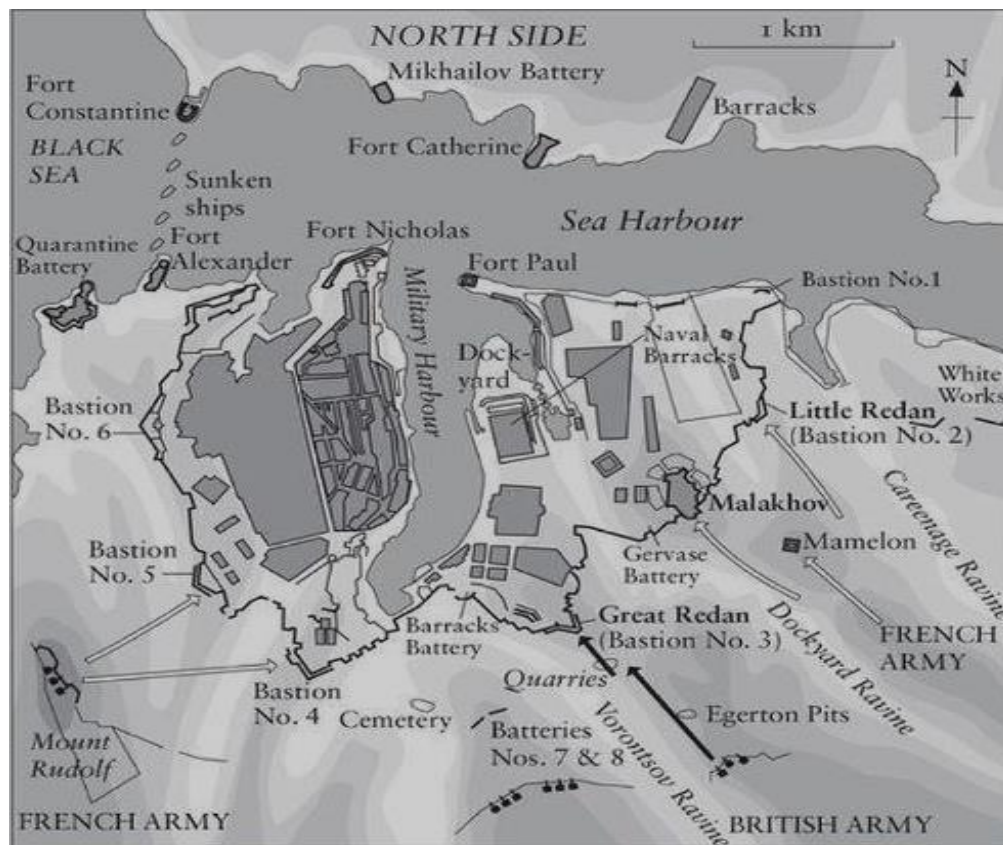 NORTH SIDE
1 km
Mikhailov Battery
N
Fort
Constantine
Barracks
BLACK
SEA
Fort Catherine
Sunken
ships
Sea Harbour
Fort Nicholas
Quarantine
Battery
Fort
Alexander
Fort Paul
Bastion No.1
Military Harbour
Naval
Barracks
Dock-
yard
White
Works
Bastion
No. 6
Little Redan
(Bastion No. 2)
Malakhov
Careenage Ravine
Mamelon
Gervase
Battery
Bastion
No. 5
Great Redan
(Bastion No. 3)
Barracks
Battery
Dockyard Ravine
FRENCH
ARMY
Quarries
Bastion
No. 4
Cemetery
Egerton Pits
Batteries
Nos. 7 & 8
Vorontsov Ravine
Mount
Rudolf
FRENCH ARMY
BRITISH ARMY